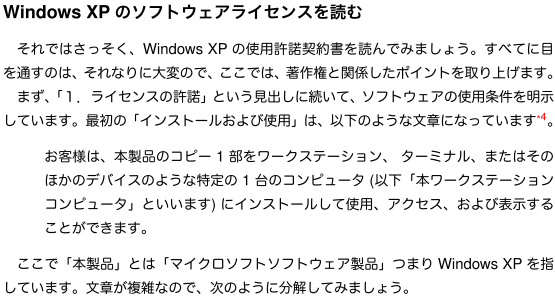 Windows XP のソフトウェアライセンスを読む
それではさっそく、Windows XP の使用許諾契約書を読んでみましょう。すべてに目
を通すのは、それなりに大変ので、ここでは、著作権と関係したポイントを取り上げます。
まず、「１．ライセンスの許諾」という見出しに続いて、ソフトウェアの使用条件を明示
しています。最初の「インストールおよび使用」は、以下のような文章になっています*4。
お客様は、本製品のコピー 1 部をワークステーション、 ターミナル、またはその
ほかのデバイスのような特定の 1 台のコンピュータ (以下「本ワークステーション
コンピュータ」といいます) にインストールして使用、アクセス、および表示する
ことができます。
ここで「本製品」とは「マイクロソフトソフトウェア製品」つまり Windows XP を指
しています。文章が複雑なので、次のように分解してみましょう。